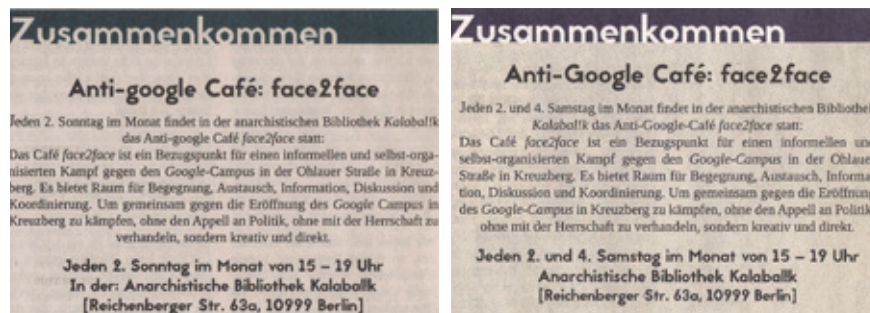 Zusammenkommen
Anti-google Café: face2face
Jeden 2. Sonntag im Monat findet in der anarchistischen Bibliothek Kalabal!k
das Anti-google Café face2face statt:
Das Café face2face ist ein Bezugspunkt für einen informellen und selbst-orga-
nisierten Kampf gegen den Google-Campus in der Ohlauer Straße in Kreuz-
berg. Es bietet Raum für Begegnung, Austausch, Information, Diskussion und
Koordinierung. Um gemeinsam gegen die Eröffnung des Google Campus in
Kreuzberg zu kämpfen, ohne den Appell an Politik, ohne mit der Herrschaft zu
verhandeln, sondern kreativ und direkt.
Jeden 2. Sonntag im Monat von 15 – 19 Uhr
In der: Anarchistische Bibliothek Kalabal!k
[Reichenberger Str. 63a, 10999 Berlin]
Zusammenkommen
Anti-Google Café: face2face
Jeden 2. und 4. Samstag im Monat findet in der anarchistischen Bibliothek
Kalabal!k das Anti-Google-Café face2face statt:
Das Café face2face ist ein Bezugspunkt für einen informellen und
selbst-organisierten Kampf gegen den Google-Campus in der Ohlauer
Straße in Kreuzberg. Es bietet Raum für Begegnung, Austausch, Informa-
tion, Diskussion und Koordinierung. Um gemeinsam gegen die Eröffnung
des Google-Campus in Kreuzberg zu kämpfen, ohne den Appell an Politik,
ohne mit der Herrschaft zu verhandeln, sondern kreativ und direkt.
Jeden 2. und 4. Samstag im Monat von 15 – 19 Uhr
Anarchistische Bibliothek Kalabal!k
[Reichenberger Str. 63a, 10999 Berlin]